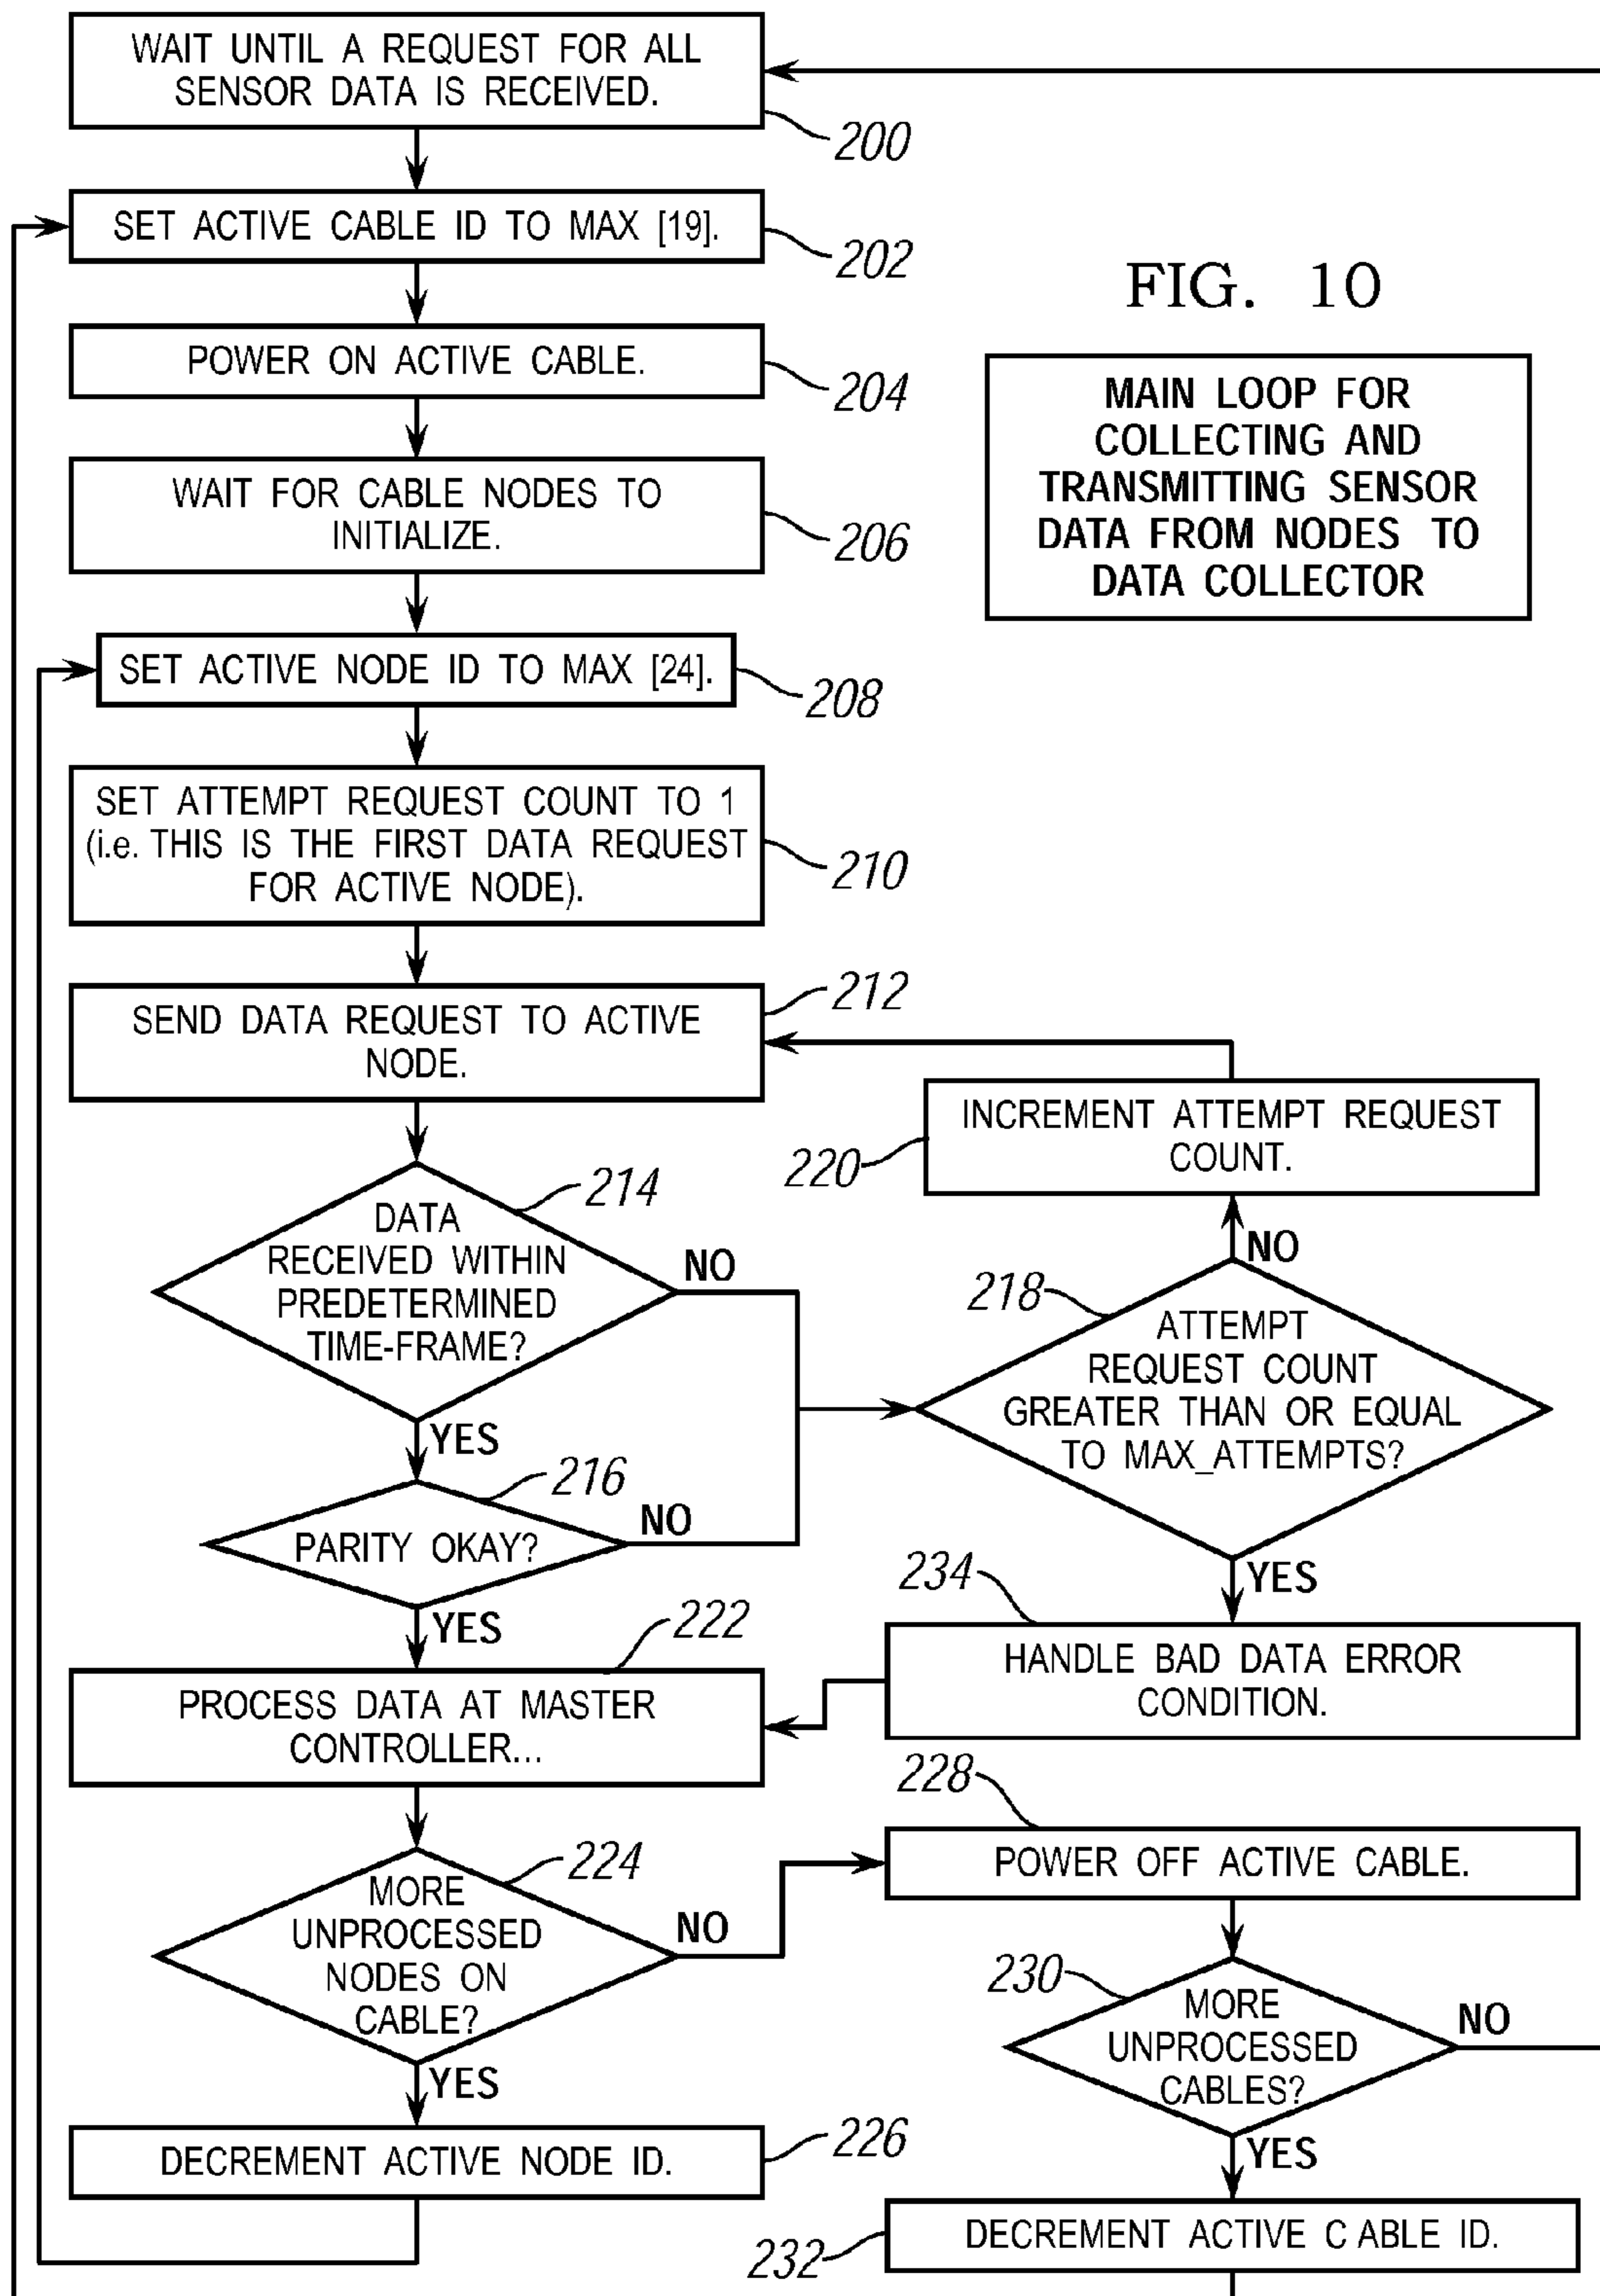 WAIT UNTIL A REQUEST FOR ALL
SENSOR DATA IS RECEIVED.
200
SET ACTIVE CABLE ID TO MAX [19].
202
FIG. 10
POWER ON ACTIVE CABLE.
204
MAIN LOOP FOR
COLLECTING AND
TRANSMITTING SENSOR
DATA FROM NODES TO
DATA COLLECTOR
WAIT FOR CABLE NODES TO
INITIALIZE.
206
SET ACTIVE NODE ID TO MAX [24].
208
SET ATTEMPT REQUEST COUNT TO 1
(i.e. THIS IS THE FIRST DATA REQUEST
FOR ACTIVE NODE).
210
SEND DATA REQUEST TO ACTIVE
NODE.
212
INCREMENT ATTEMPT REQUEST
COUNT.
220
DATA
RECEIVED WITHIN
PREDETERMINED
TIME-FRAME?
214
NO
YES
NO
218
ATTEMPT
REQUEST COUNT
GREATER THAN OR EQUAL
TO MAX_ATTEMPTS?
216
PARITY OKAY?
NO
YES
YES
234
HANDLE BAD DATA ERROR
CONDITION.
222
PROCESS DATA AT MASTER
CONTROLLER...
228
POWER OFF ACTIVE CABLE.
224
MORE
UNPROCESSED
NODES ON
CABLE?
NO
YES
230
MORE
UNPROCESSED
CABLES?
NO
YES
DECREMENT ACTIVE NODE ID.
226
DECREMENT ACTIVE C ABLE ID.
232